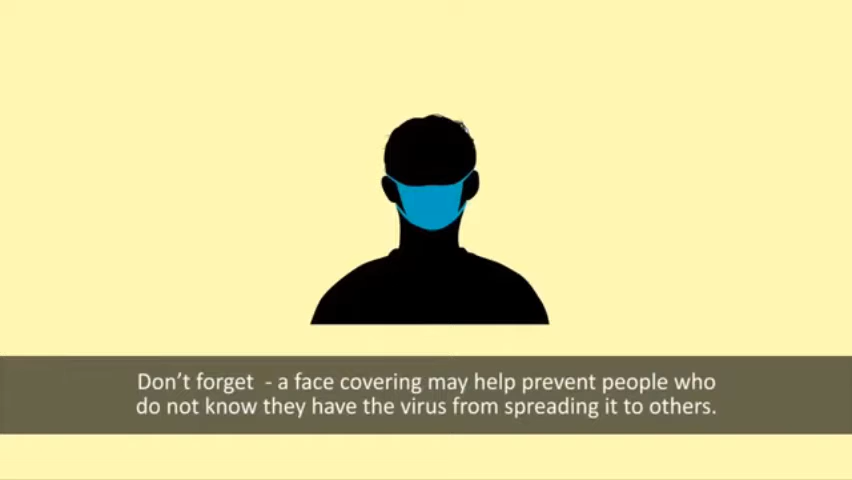 Don't forget  - a face covering may help prevent people who
do not know they have the virus from spreading it to others.